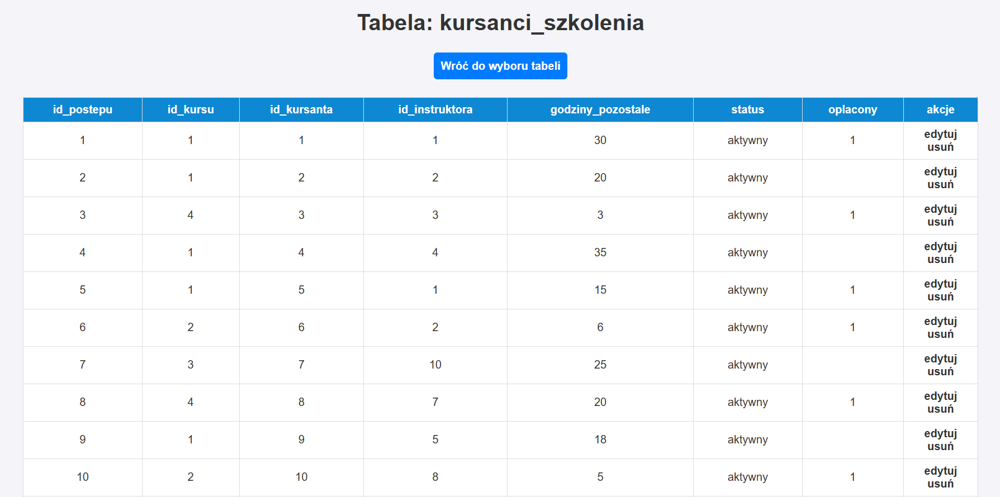 Tabela: kursanci_szkolenia
Wróć do wyboru tabeli
id_postepu id_kursu id_kursanta id_instruktora godziny_pozostale status oplacony akcje
1 1 1 1 30 aktywny 1 edytuj
usuń
2 1 2 2 20 aktywny edytuj
usuń
3 4 3 3 3 aktywny 1 edytuj
usuń
4 1 4 4 35 aktywny edytuj
usuń
5 1 5 1 15 aktywny 1 edytuj
usuń
6 2 6 2 6 aktywny 1 edytuj
usuń
7 3 7 10 25 aktywny edytuj
usuń
8 4 8 7 20 aktywny 1 edytuj
usuń
9 1 9 5 18 aktywny edytuj
usuń
10 2 10 8 5 aktywny 1 edytuj
usuń